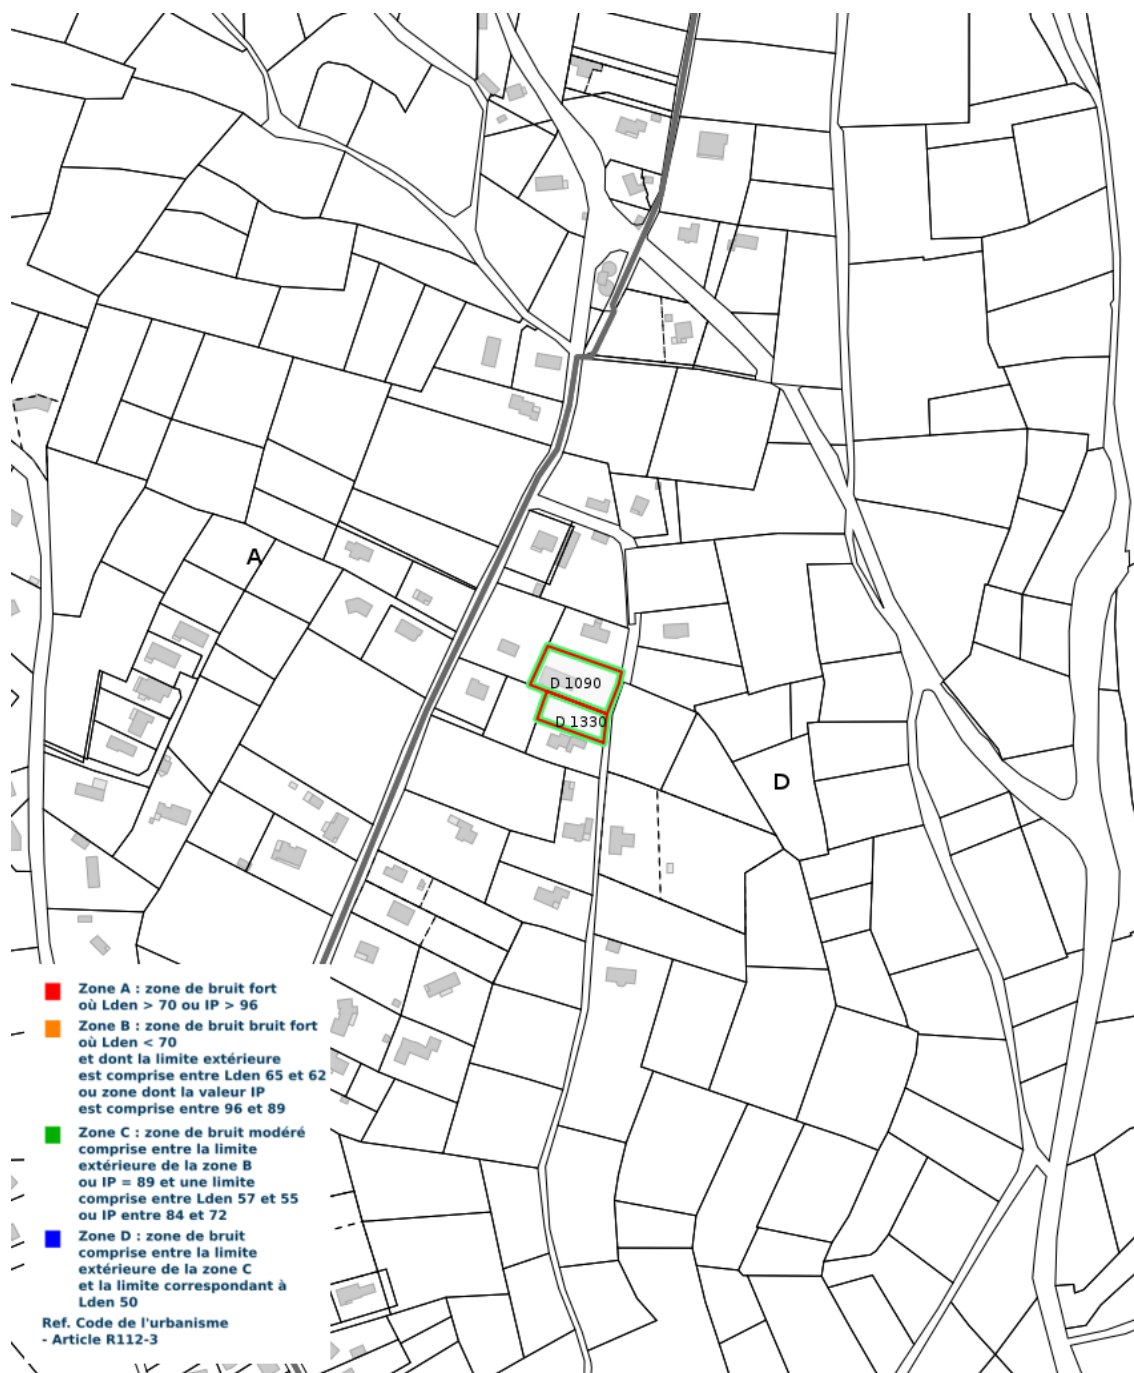 A
D 1090
D 1330
D
Zone A : zone de bruit fort
où Lden > 70 ou IP > 96
Zone B : zone de bruit bruit fort
où Lden < 70
et dont la limite extérieure
est comprise entre Lden 65 et 62
ou zone dont la valeur IP
est comprise entre 96 et 89
Zone C : zone de bruit modéré
comprise entre la limite
extérieure de la zone B
ou IP = 89 et une limite
comprise entre Lden 57 et 55
ou IP entre 84 et 72
Zone D : zone de bruit
comprise entre la limite
extérieure de la zone C
et la limite correspondant à
Lden 50
Ref. Code de l'urbanisme
- Article R112-3